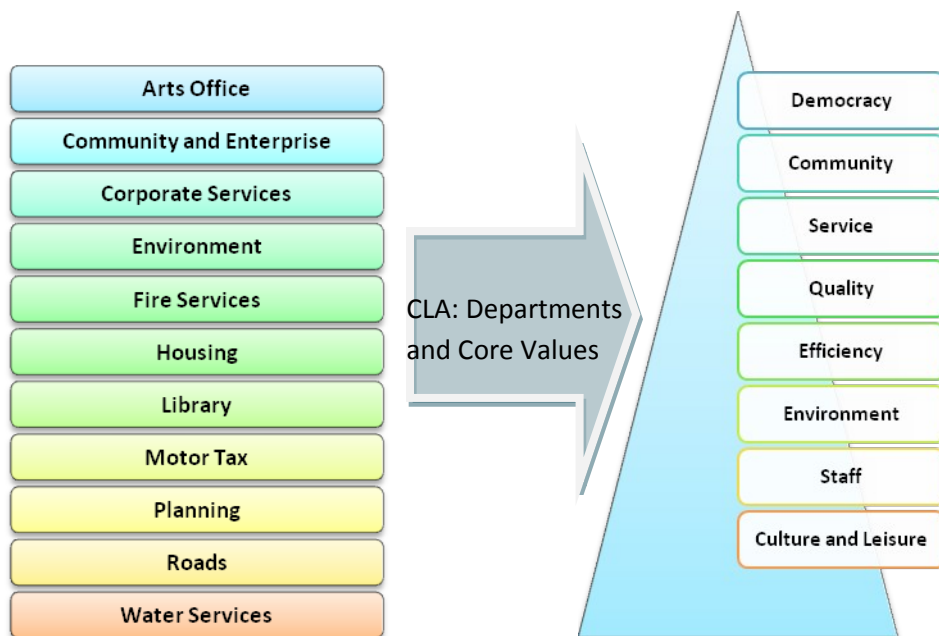 Arts Office
Community and Enterprise
Corporate Services
Environment
Fire Services
Housing
Library
Motor Tax
Planning
Roads
Water Services
CLA: Departments
and Core Values
Democracy
Community
Service
Quality
Efficiency
Environment
Staff
Culture and Leisure